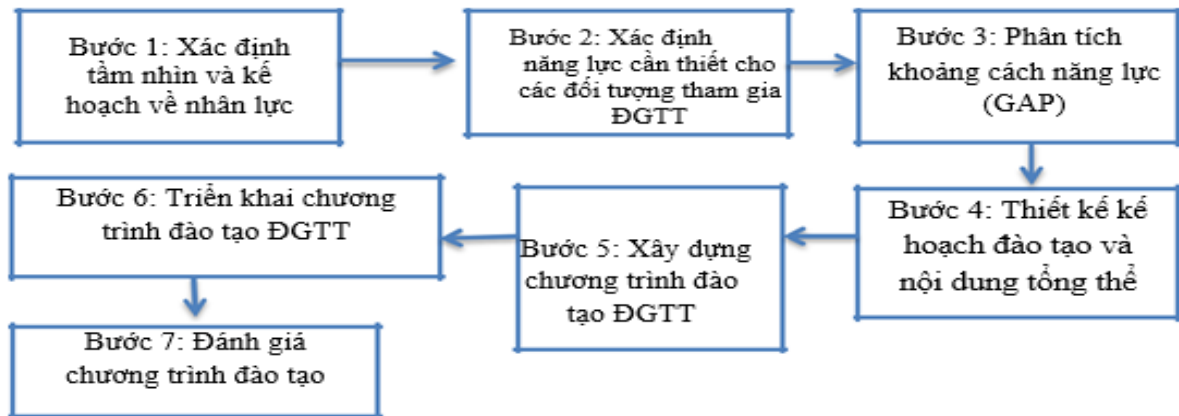 Bước 1: Xác định
tầm nhìn và kế
hoạch về nhân lực
Bước 2: Xác định
năng lực cần thiết cho
các đối tượng tham gia
ĐGTT
Bước 3: Phân tích
khoảng cách năng lực
(GAP)
Bước 4: Thiết kế kế
hoạch đào tạo và
nội dung tổng thể
Bước 5: Xây dựng
chương trình đào
tạo ĐGTT
Bước 6: Triển khai chương
trình đào tạo ĐGTT
Bước 7: Đánh giá
chương trình đào tạo